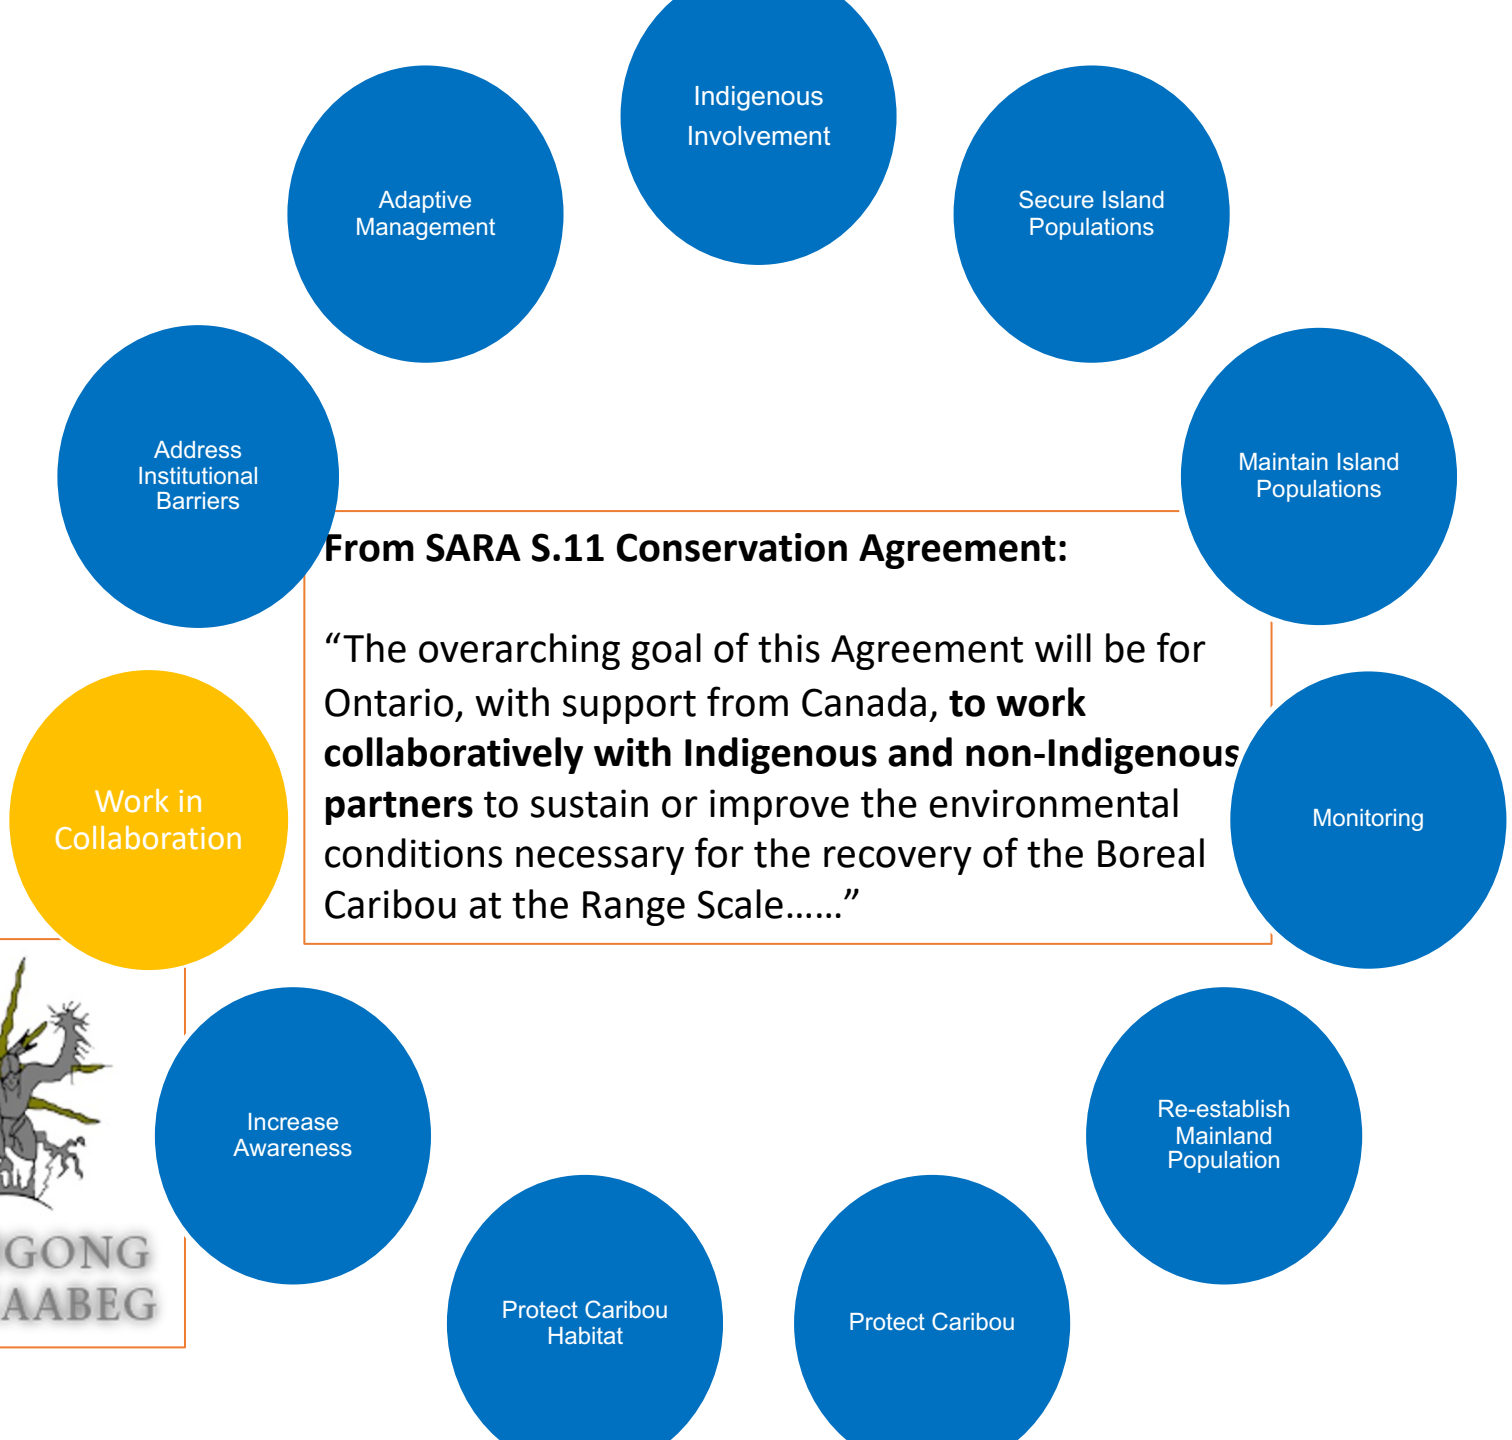 Indigenous
Involvement
Adaptive
Management
Secure Island
Populations
Address
Institutional
Barriers
Maintain Island
Populations
From SARA S.11 Conservation Agreement:
“The overarching goal of this Agreement will be for
Ontario, with support from Canada, to work
collaboratively with Indigenous and non-Indigenous
partners to sustain or improve the environmental
conditions necessary for the recovery of the Boreal
Caribou at the Range Scale……”
Work in
Collaboration
Monitoring
Increase
Awareness
Re-establish
Mainland
Population
GONG
AABEG
Protect Caribou
Habitat
Protect Caribou